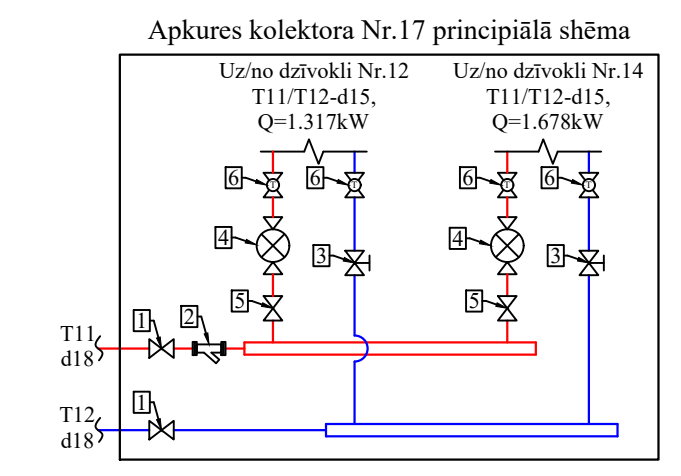 Apkures kolektora Nr.17 principiālā shēma
Uz/no dzīvokli Nr.12
T11/T12-d15,
Q=1.317kW
Uz/no dzīvokli Nr.14
T11/T12-d15,
Q=1.678kW
6
T
6
T
6
T
6
T
4
3
4
3
5
5
T11
d18
1
2
T12
d18
1